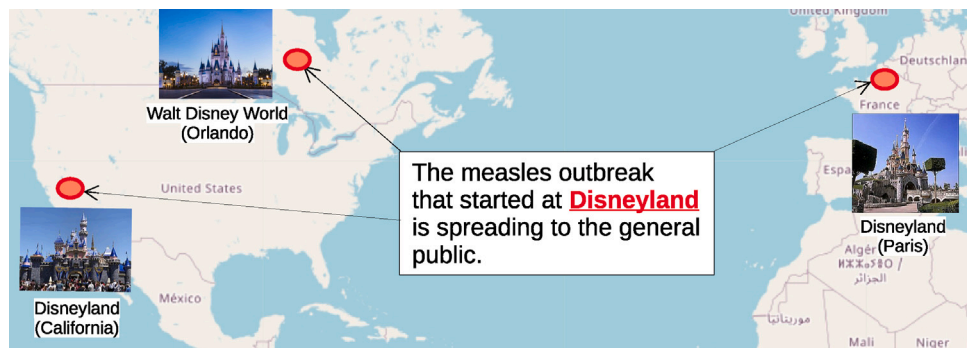 United Kingdom
Deutschlan
France
Walt Disney World
(Orlando)
The measles outbreak
that started at Disneyland
is spreading to the general
public.
United States
Espa
Disneyland
(Paris)
Algér
ⵍⵣⵣⴰⵢⴻⵔ /
الجزائر
Disneyland
(California)
México
موريتانيا
Mali
Niger